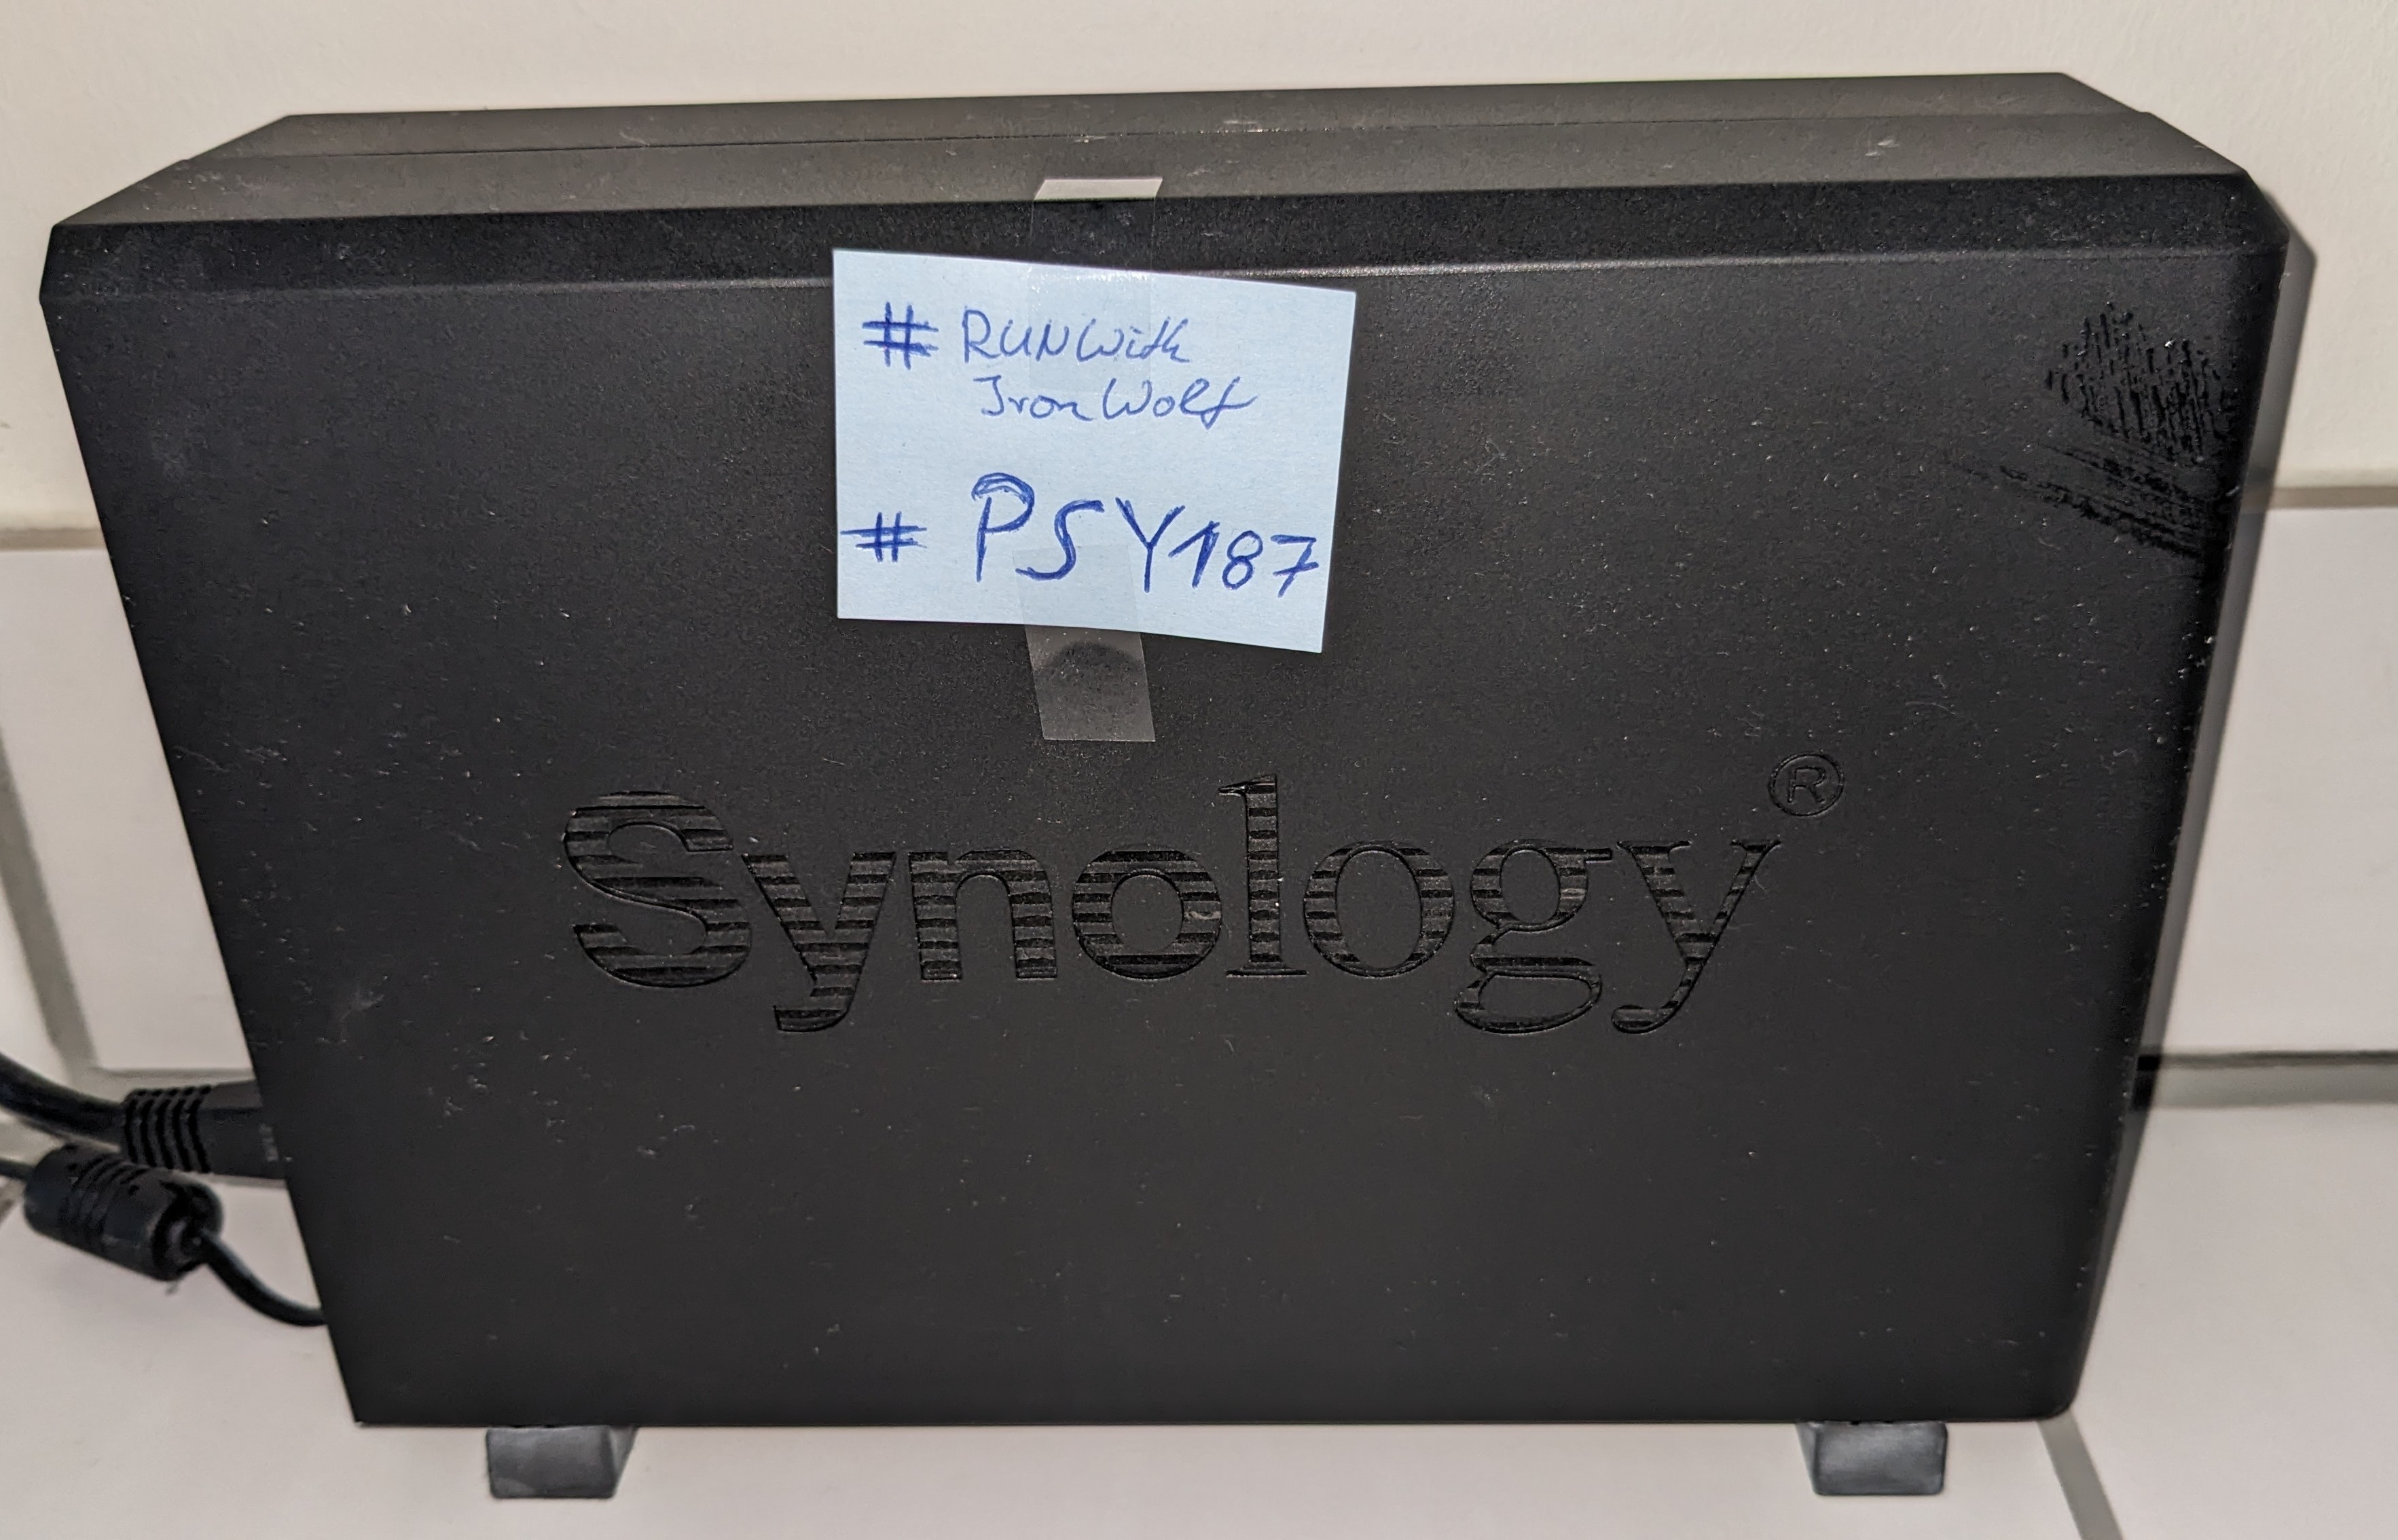 # RUNWith
IronWolf
# PSY187
Synology®